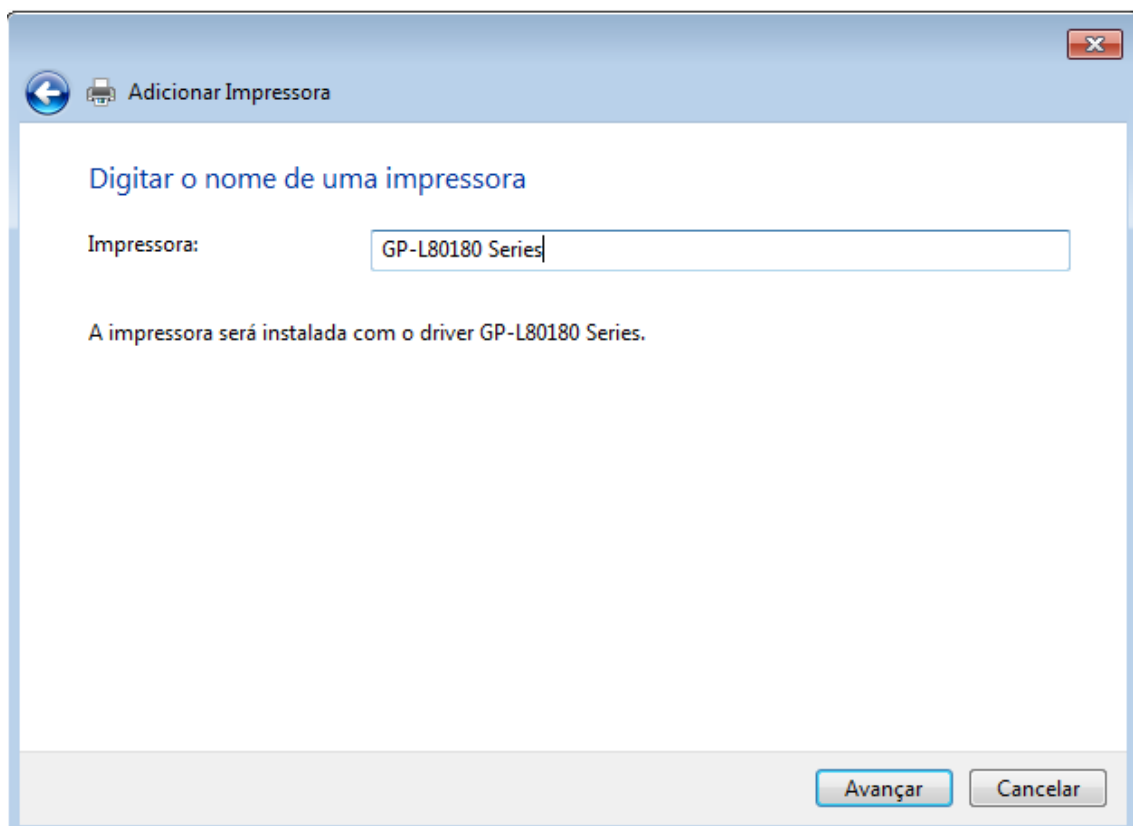 Adicionar Impressora
Digitar o nome de uma impressora
Impressora: GP-L80180 Series
A impressora será instalada com o driver GP-L80180 Series.
Avançar Cancelar